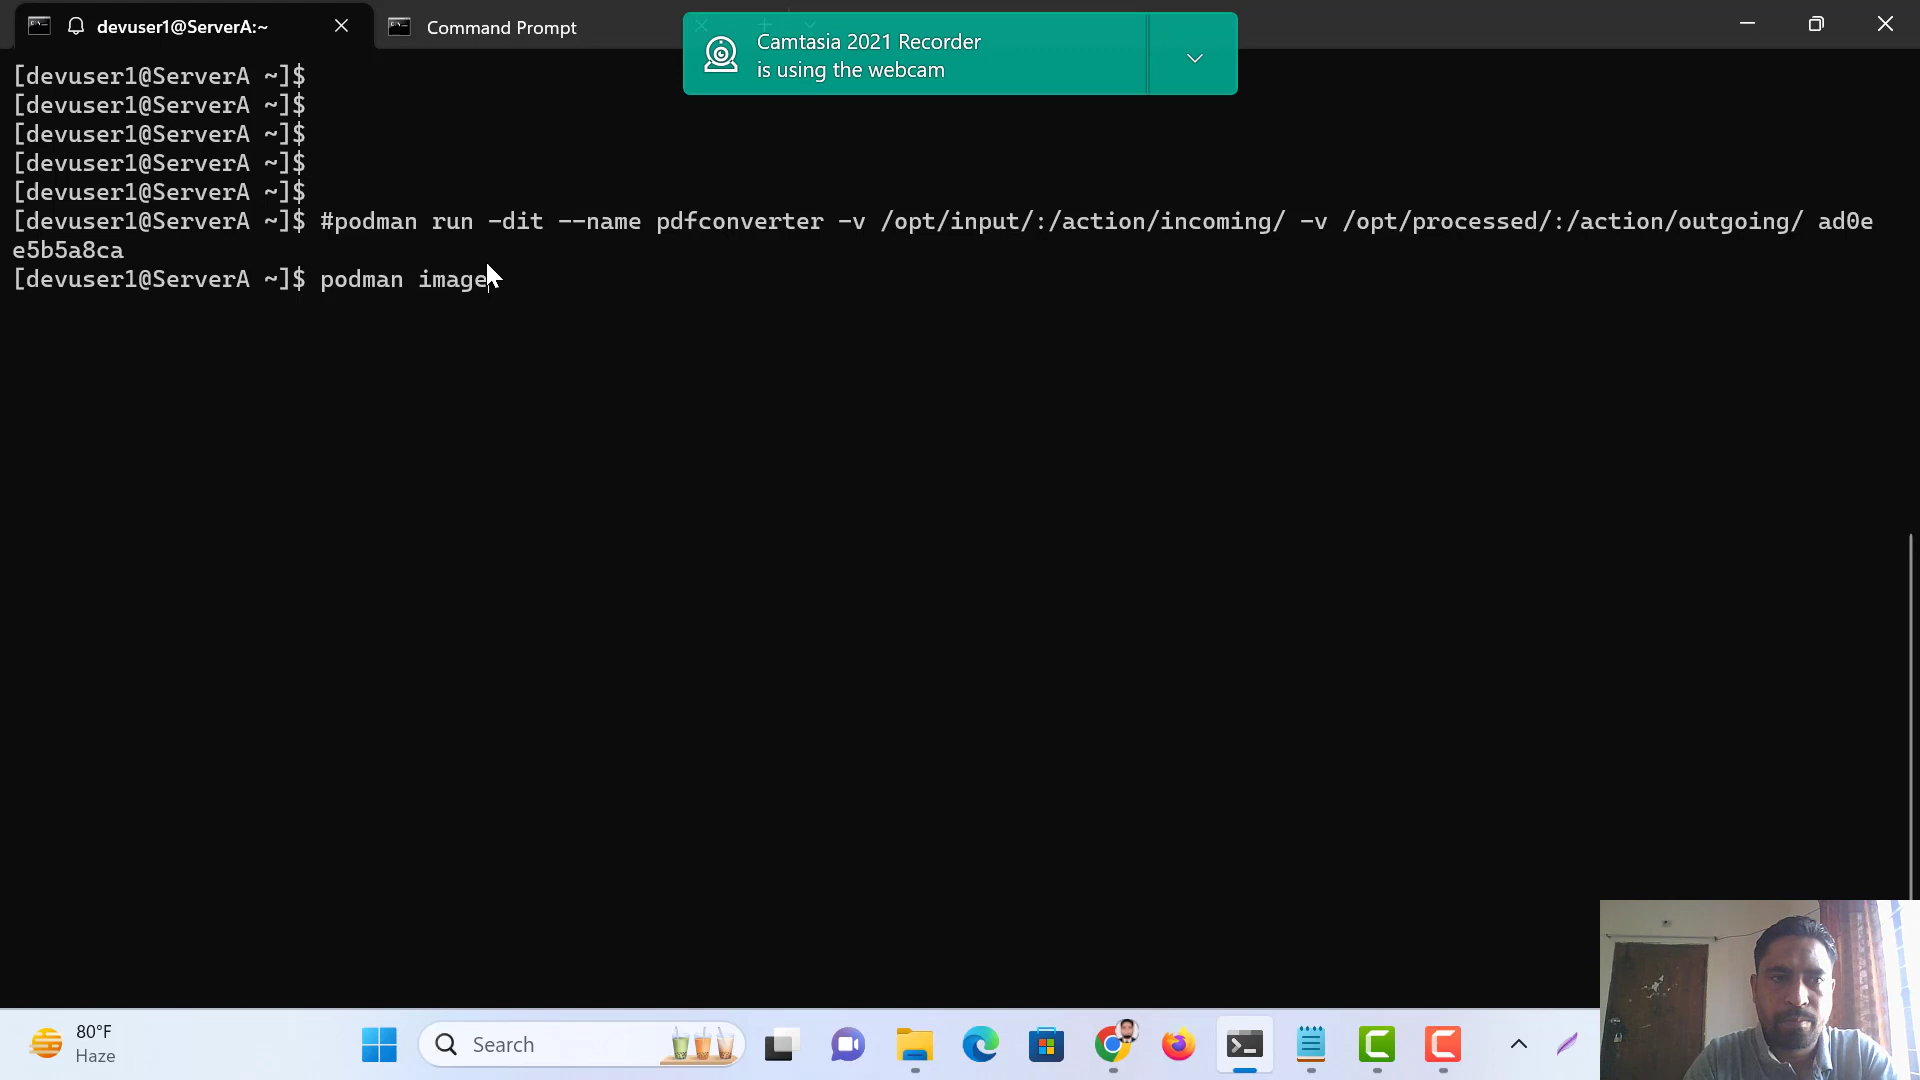 devuser1@ServerA:~
Command Prompt
Camtasia 2021 Recorder
is using the webcam
[devuser1@ServerA ~]$
[devuser1@ServerA ~]$
[devuser1@ServerA ~]$
[devuser1@ServerA ~]$
[devuser1@ServerA ~]$
[devuser1@ServerA ~]$ #podman run -dit --name pdfconverter -v /opt/input/:/action/incoming/ -v /opt/processed/:/action/outgoing/ ad0e
e5b5a8ca
[devuser1@ServerA ~]$ podman image
80°F
Haze
Search